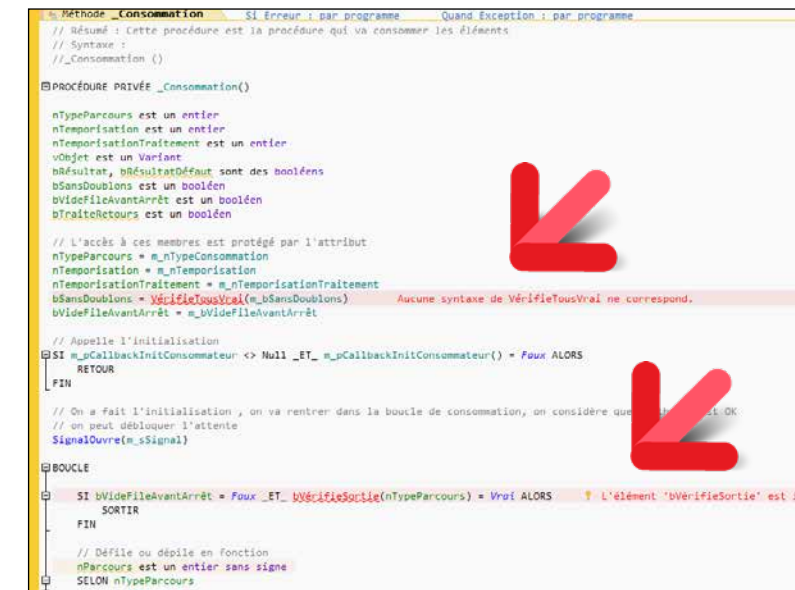 Méthode _Consommation Si Erreur : par programme Quand Exception : par programme
// Résumé : Cette procédure est la procédure qui va consommer les éléments
// Syntaxe :
//_Consommation ()
PROCÉDURE PRIVÉE _Consommation()
nTypeParcours est un entier
nTemporisation est un entier
nTemporisationTraitement est un entier
vObjet est un Variant
bRésultat, bRésultatDéfaut sont des booléens
bSansDoublons est un booléen
bVideFileAvantArrêt est un booléen
bTraiteRetours est un booléen
// L'accès à ces membres est protégé par l'attribut
nTypeParcours = m_nTypeConsommation
nTemporisation = m_nTemporisation
nTemporisationTraitement = m_nTemporisationTraitement
bSansDoublons = VérifieTousVrai(m_bSansDoublons) Aucune syntaxe de VérifieTousVrai ne correspond.
bVideFileAvantArrêt = m_bVideFileAvantArrêt
// Appelle l'initialisation
SI m_pCallbackInitConsommateur <> Null _ET_ m_pCallbackInitConsommateur() = Faux ALORS
RETOUR
FIN
// On a fait l'initialisation , on va rentrer dans la boucle de consommation, on considère que OK
// on peut débloquer l'attente
SignalOuvre(m_sSignal)
BOUCLE
SI bVideFileAvantArrêt = Faux _ET_ bVérifieSortie(nTypeParcours) = Vrai ALORS L'élément 'bVérifieSortie' est
SORTIR
FIN
// Défile ou dépile en fonction
nParcours est un entier sans signe
SELON nTypeParcours